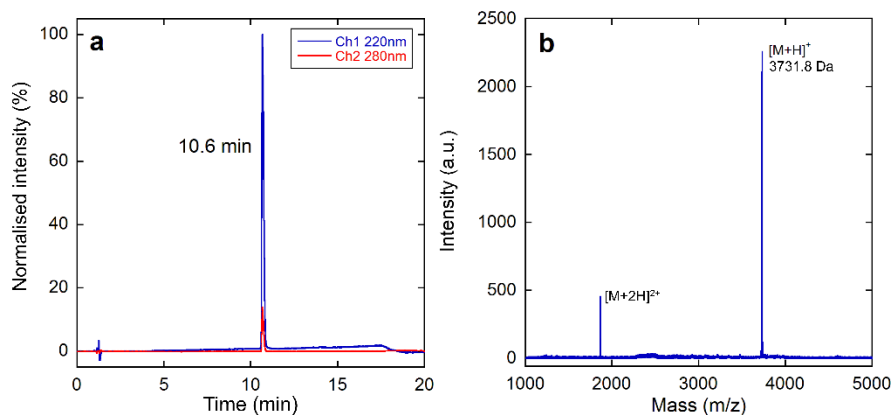 a
Ch1 220nm
Ch2 280nm
10.6 min
Normalised intensity (%)
100
80
60
40
20
0
0
5
10
15
20
Time (min)
b
[M+H]⁺
3731.8 Da
[M+2H]²⁺
Intensity (a.u.)
2500
2000
1500
1000
500
0
1000
2000
3000
4000
5000
Mass (m/z)